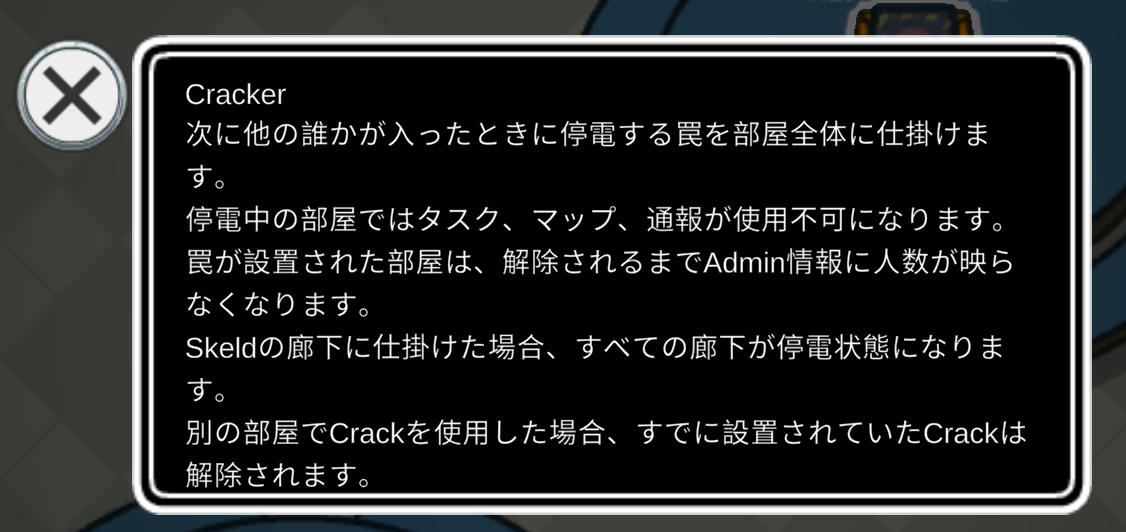 Cracker
次に他の誰かが入ったときに停電する罠を部屋全体に仕掛けま
す。
停電中の部屋ではタスク、マップ、通報が使用不可になります。
罠が設置された部屋は、解除されるまでAdmin情報に人数が映ら
なくなります。
Skeldの廊下に仕掛けた場合、すべての廊下が停電状態になりま
す。
別の部屋でCrackを使用した場合、すでに設置されていたCrackは
解除されます。